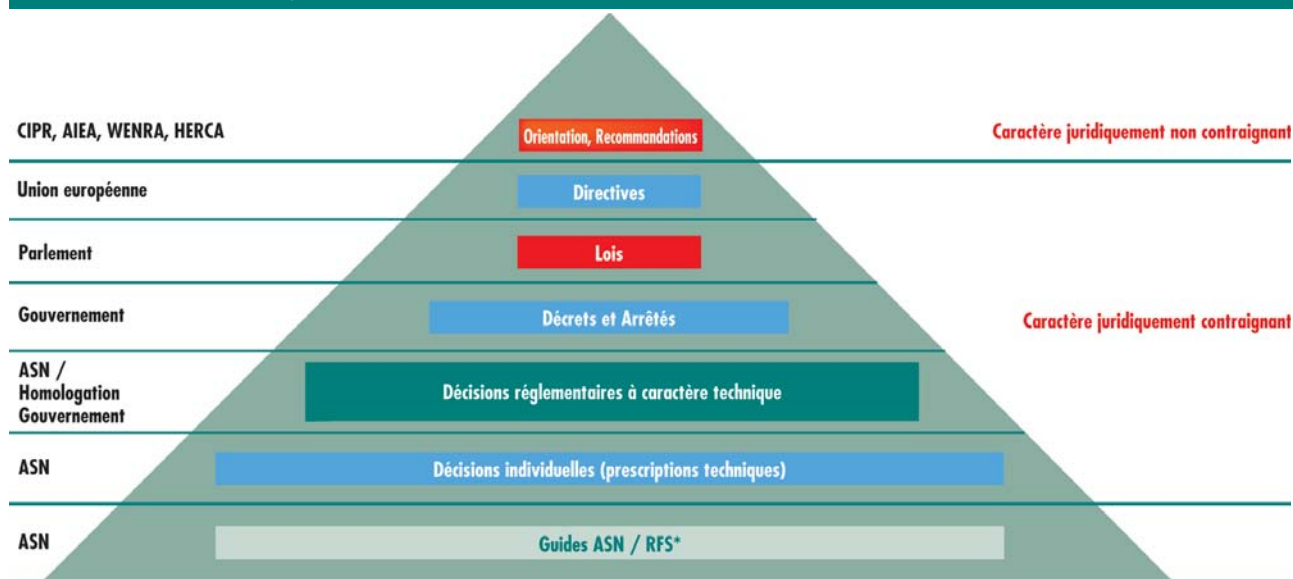 CIPR, AIEA, WENRA, HERCA
Orientation, Recommandations
Caractère juridiquement non contraignant
Union européenne
Directives
Parlement
Lois
Gouvernement
Décrets et Arrêtés
Caractère juridiquement contraignant
ASN /
Homologation
Gouvernement
Décisions réglementaires à caractère technique
ASN
Décisions individuelles (prescriptions techniques)
ASN
Guides ASN / RFS*